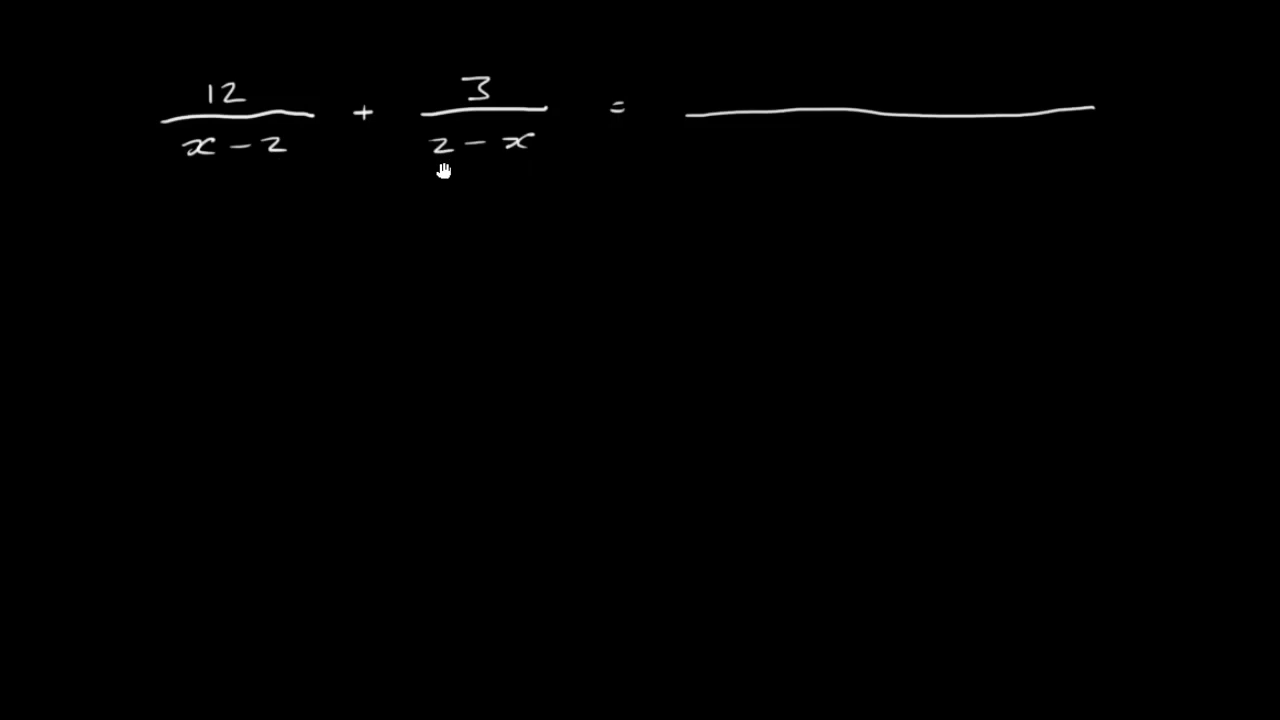 12/(x − 2) + 3/(2 − x) =